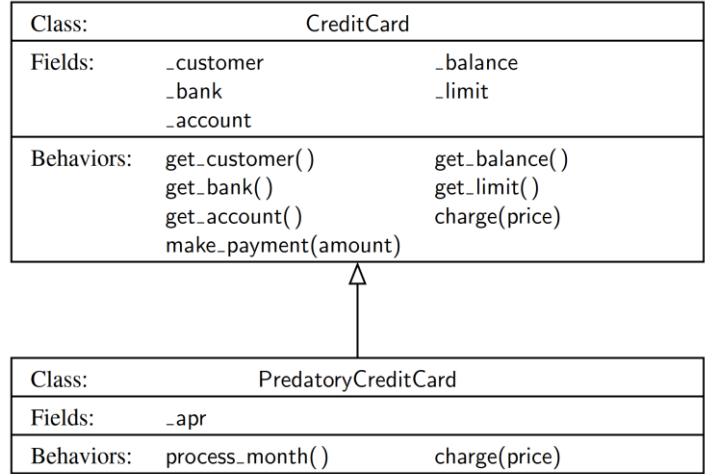 Class: CreditCard
Fields: _customer _balance
_bank _limit
_account
Behaviors: get_customer( ) get_balance( )
get_bank( ) get_limit( )
get_account( ) charge(price)
make_payment(amount)
Class: PredatoryCreditCard
Fields: _apr
Behaviors: process_month( ) charge(price)